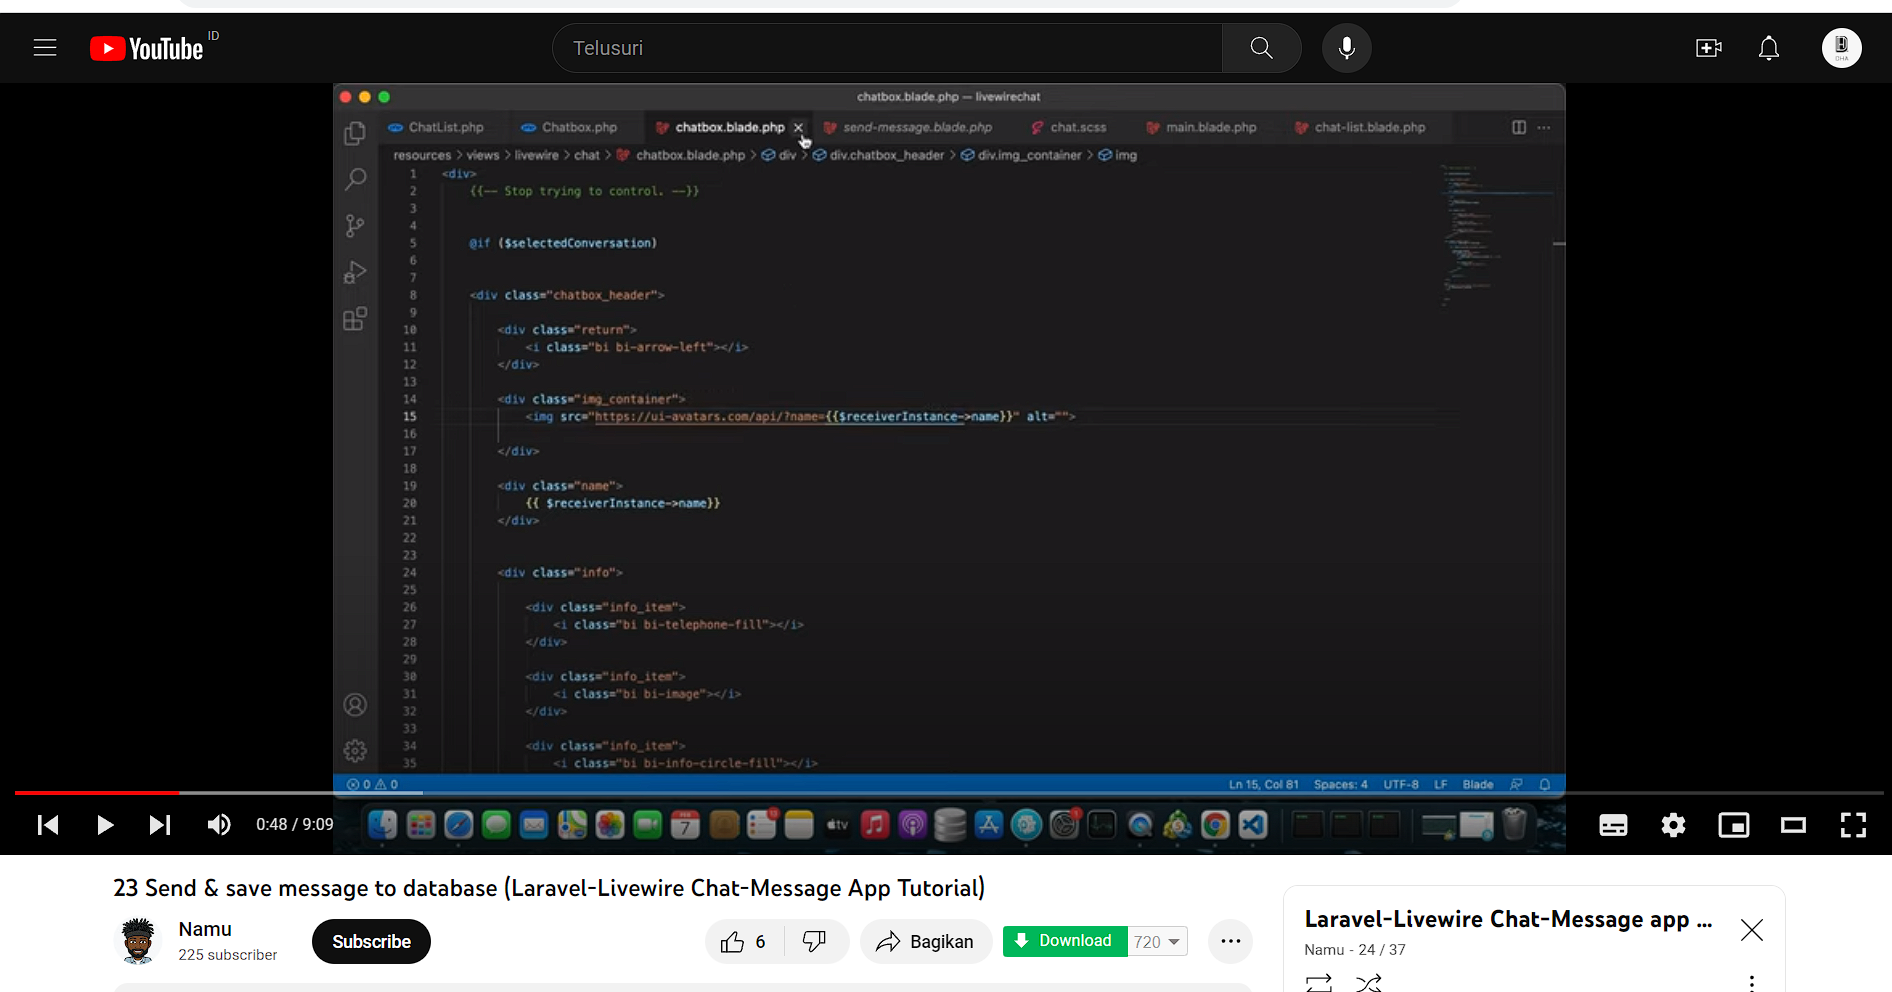 YouTube ID
Telusuri
DHA
chatbox.blade.php — livewirechat
ChatList.php Chatbox.php chatbox.blade.php send-message.blade.php chat.scss main.blade.php chat-list.blade.php
resources > views > livewire > chat > chatbox.blade.php > div > div.chatbox_header > div.img_container > img
1 <div>
2 {{-- Stop trying to control. --}}
3
4
5 @if ($selectedConversation)
6
7
8 <div class="chatbox_header">
9
10 <div class="return">
11 <i class="bi bi-arrow-left"></i>
12 </div>
13
14 <div class="img_container">
15 <img src="https://ui-avatars.com/api/?name={{$receiverInstance->name}}" alt="">
16
17 </div>
18
19 <div class="name">
20 {{ $receiverInstance->name}}
21 </div>
22
23
24 <div class="info">
25
26 <div class="info_item">
27 <i class="bi bi-telephone-fill"></i>
28 </div>
29
30 <div class="info_item">
31 <i class="bi bi-image"></i>
32 </div>
33
34 <div class="info_item">
35 <i class="bi bi-info-circle-fill"></i>
0 0 Ln 15, Col 81 Spaces: 4 UTF-8 LF Blade
0:48 / 9:09
7 tv
23 Send & save message to database (Laravel-Livewire Chat-Message App Tutorial)
Namu
225 subscriber
Subscribe
6
Bagikan
Download 720
Laravel-Livewire Chat-Message app ...
Namu - 24 / 37